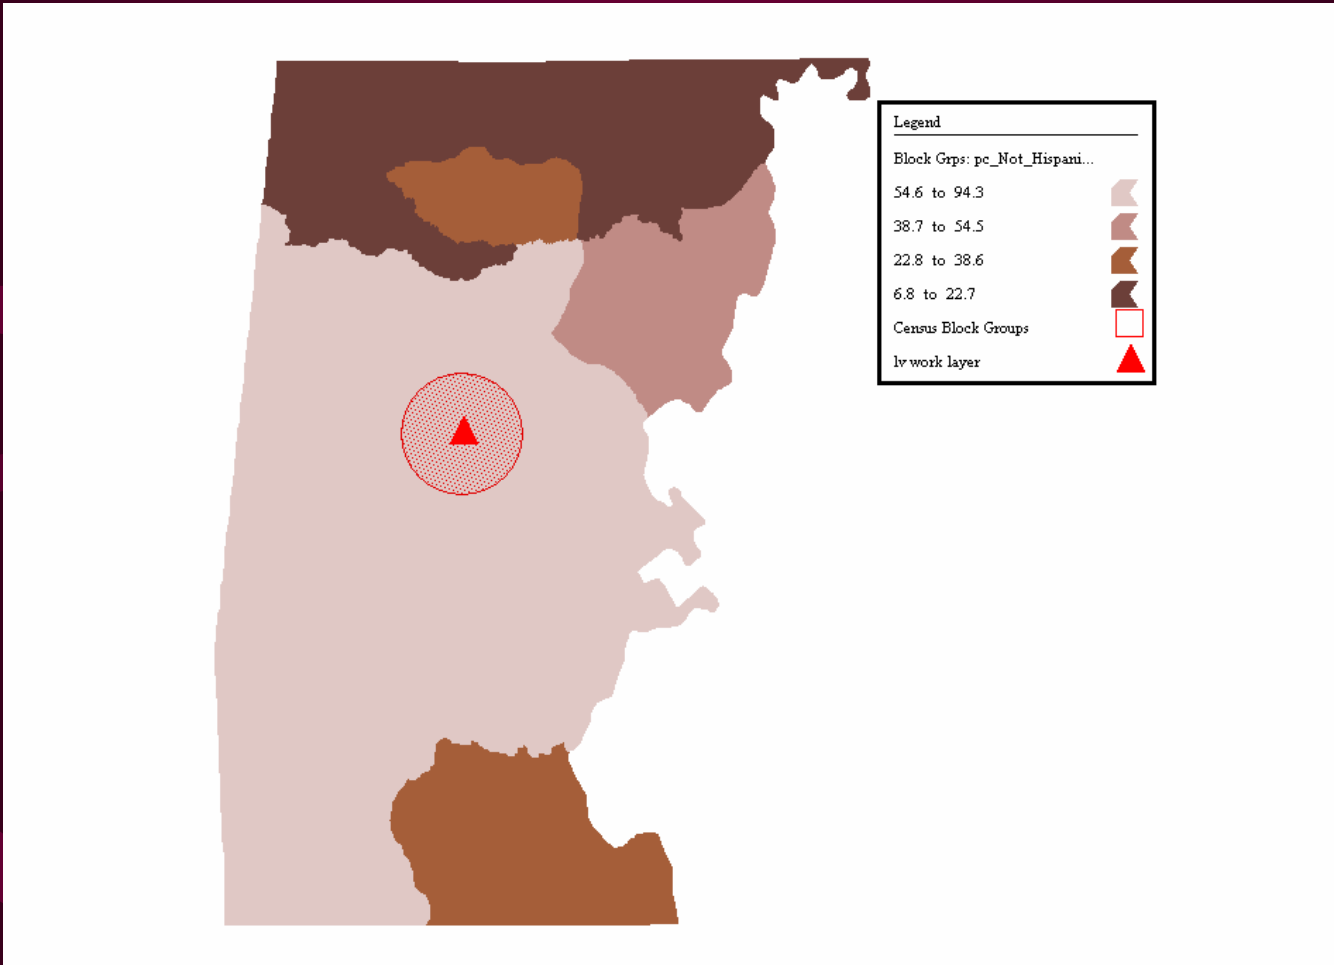 Legend
Block Grps: pc_Not_Hispani...
54.6 to 94.3
38.7 to 54.5
22.8 to 38.6
6.8 to 22.7
Census Block Groups
lv work layer